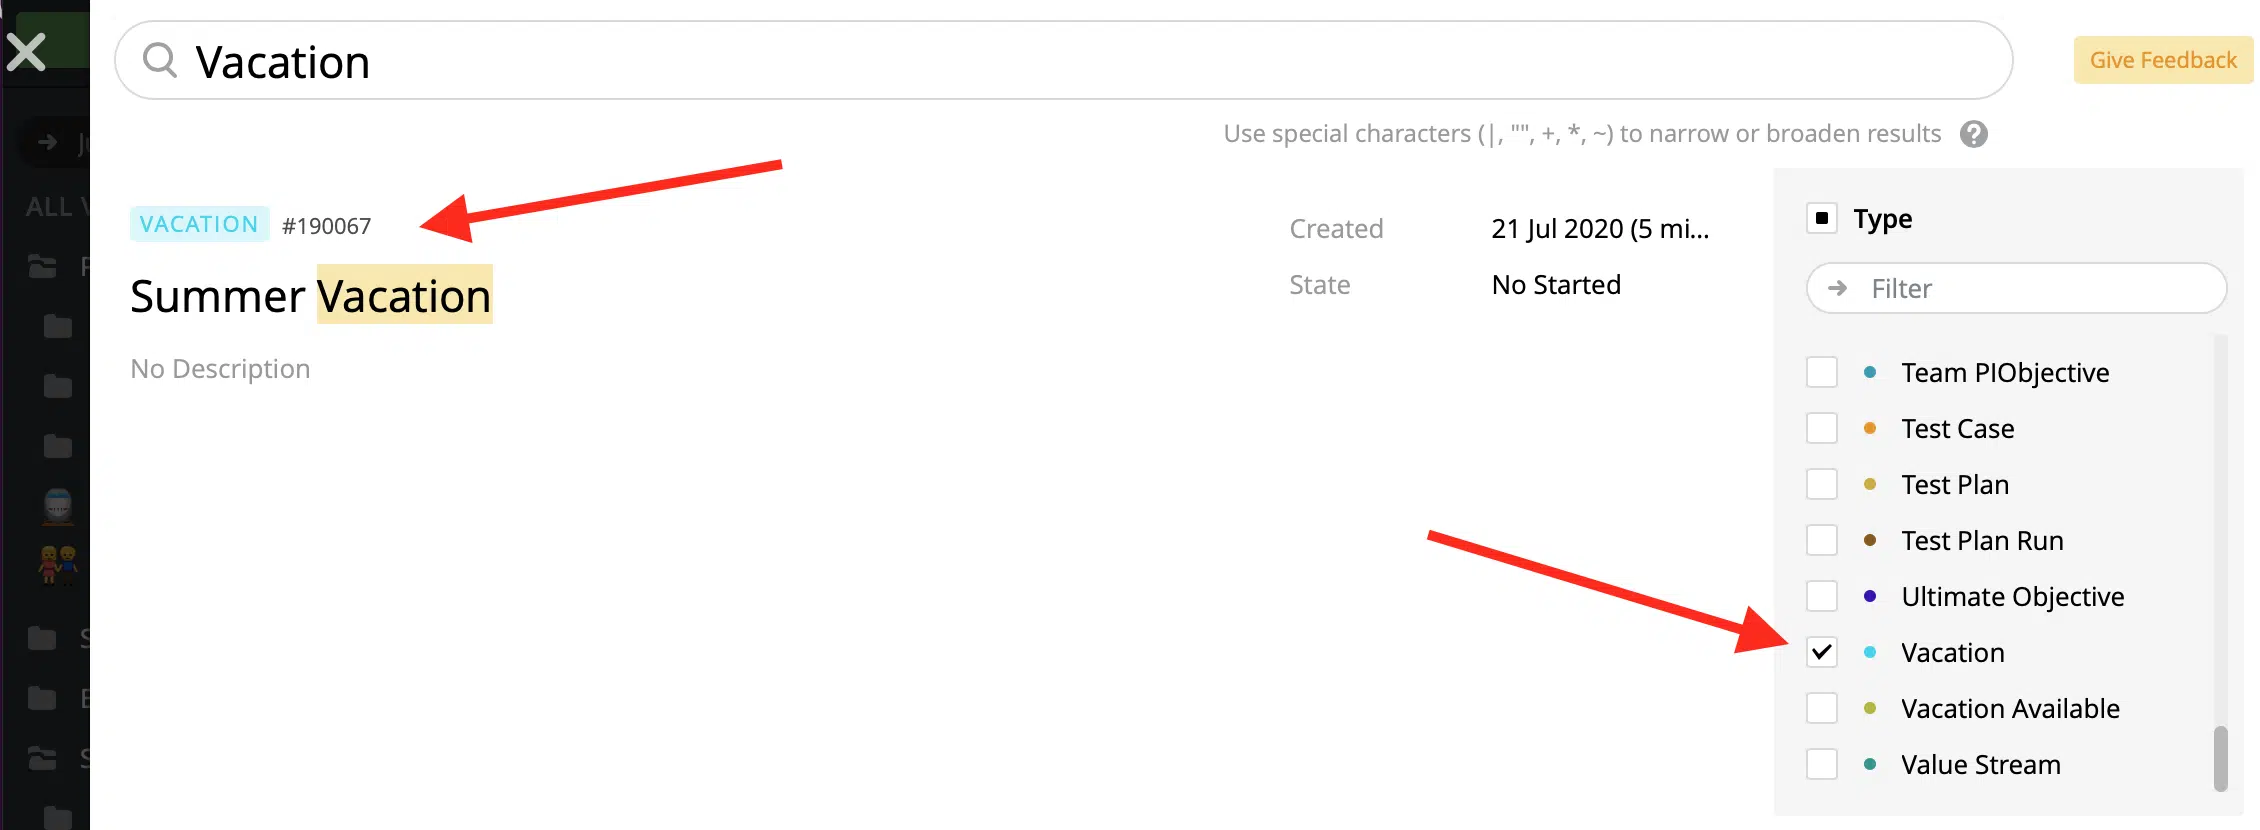 Vacation
Give Feedback
Use special characters (|, "", +, *, ~) to narrow or broaden results
ALL
VACATION #190067
Summer Vacation
No Description
Created 21 Jul 2020 (5 mi...
State No Started
Type
Filter
Team PIObjective
Test Case
Test Plan
Test Plan Run
Ultimate Objective
Vacation
Vacation Available
Value Stream